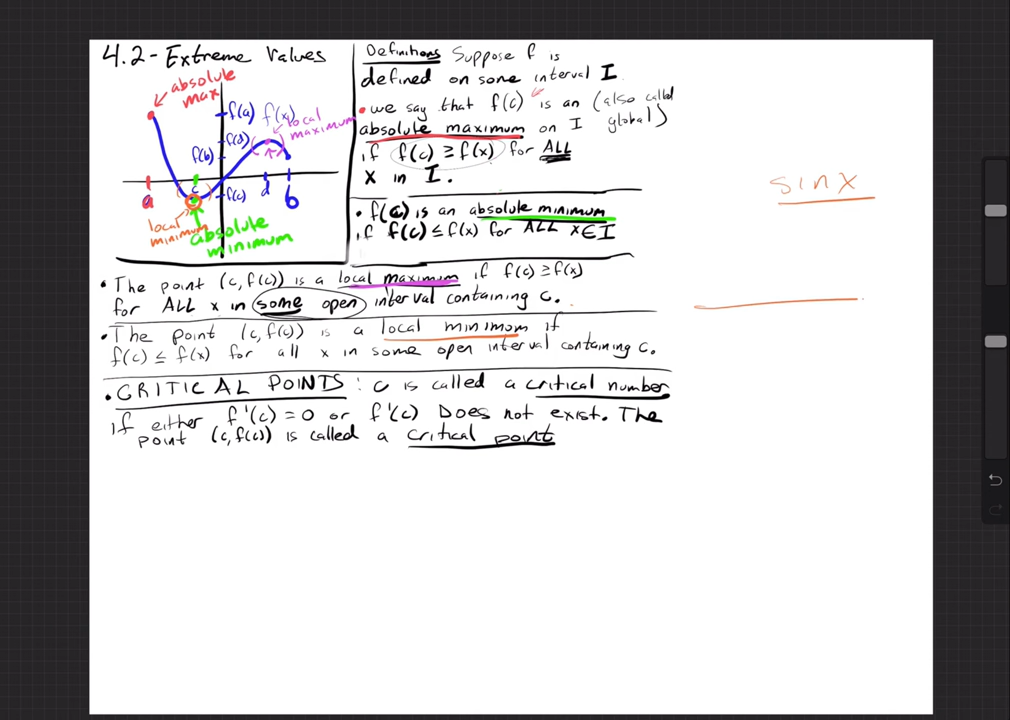 4.2 - Extreme Values
absolute
max
f(a)
f(x)
f(d)
local
maximum
f(b)
a
c
f(c)
d
b
local
minimum
absolute
minimum
Definitions Suppose f is
defined on some interval I.
• we say that f(c) is an (also called
absolute maximum on I global)
if f(c) ≥ f(x) for ALL
x in I.
• f(c) is an absolute minimum
if f(c) ≤ f(x) for ALL x∈I
• The point (c, f(c)) is a local maximum if f(c) ≥ f(x)
for ALL x in some open interval containing c.
• The point (c, f(c)) is a local minimum if
f(c) ≤ f(x) for all x in some open interval containing c.
• CRITICAL POINTS : c is called a critical number
if either f'(c) = 0 or f'(c) Does not exist. The
point (c, f(c)) is called a critical point
sin x